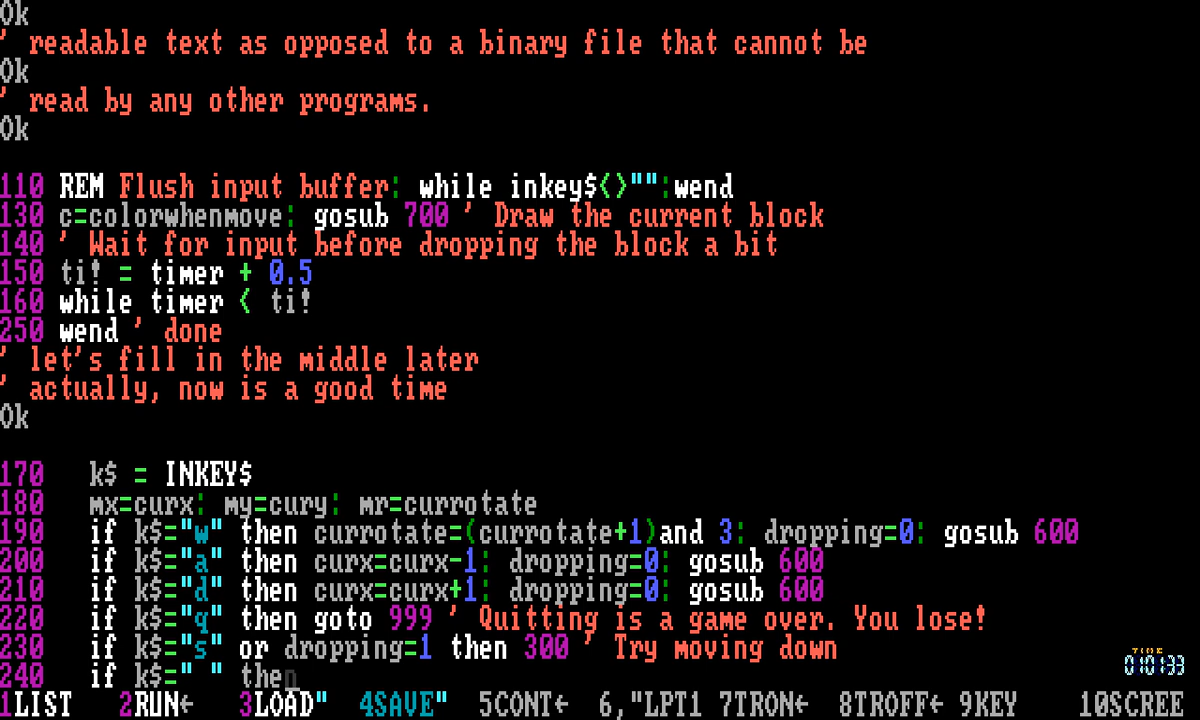 Ok
' readable text as opposed to a binary file that cannot be
Ok
' read by any other programs.
Ok
110 REM Flush input buffer: while inkey$<>"":wend
130 c=colorwhenmove: gosub 700 ' Draw the current block
140 ' Wait for input before dropping the block a bit
150 ti! = timer + 0.5
160 while timer < ti!
250 wend ' done
' let's fill in the middle later
' actually, now is a good time
Ok
170   k$ = INKEY$
180   mx=curx: my=cury: mr=currotate
190   if k$="w" then currotate=(currotate+1)and 3: dropping=0: gosub 600
200   if k$="a" then curx=curx-1: dropping=0: gosub 600
210   if k$="d" then curx=curx+1: dropping=0: gosub 600
220   if k$="q" then goto 999 ' Quitting is a game over. You lose!
230   if k$="s" or dropping=1 then 300 ' Try moving down
TIME
010133
240   if k$=" " then
1LIST   2RUN←   3LOAD"  4SAVE"  5CONT←  6,"LPT1 7TRON←  8TROFF← 9KEY    10SCREE